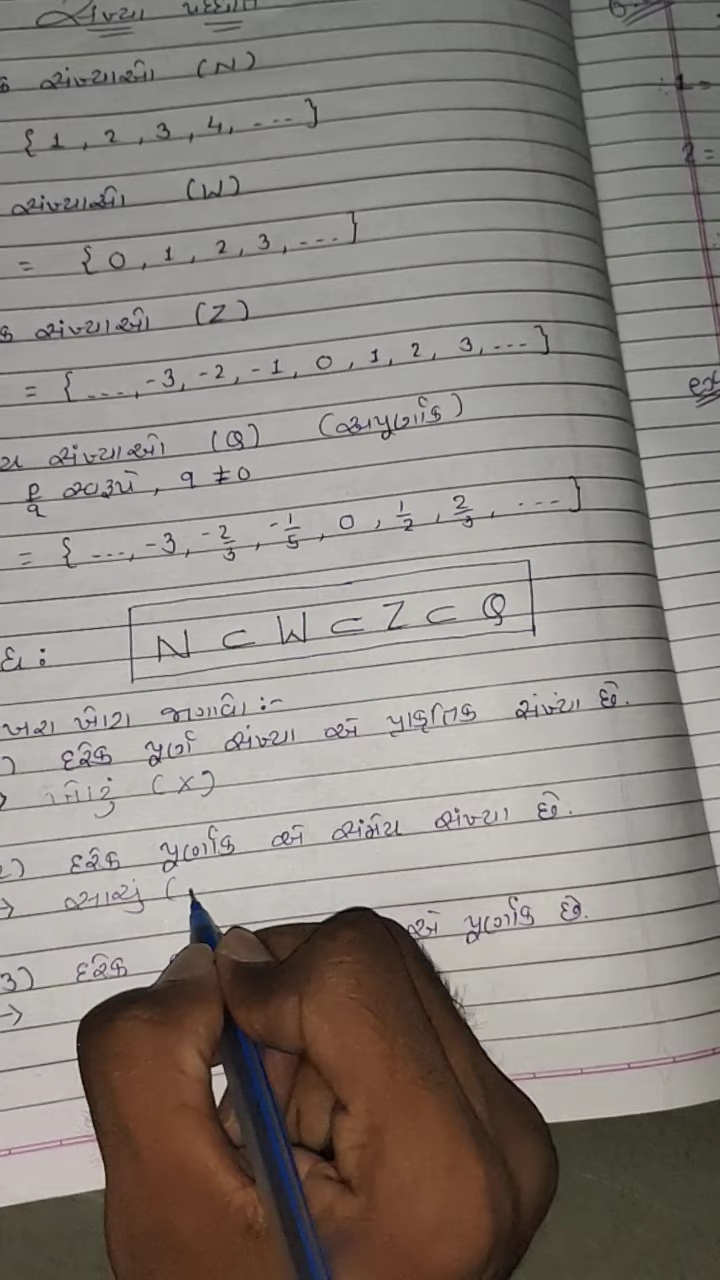 સંખ્યા પદ્ધતિ
સંખ્યાઓ (N)
{ 1 , 2 , 3 , 4, ... }
સંખ્યાઓ (W)
= { 0 , 1 , 2 , 3 , ... }
સંખ્યાઓ (Z)
= { ..., -3, -2, -1, 0, 1, 2, 3, ... }
સંખ્યાઓ (Q) (અપુર્ણાંક)
p/q સ્વરૂપે, q ≠ 0
= { ..., -3, -2/3, -1/5, 0, 1/2, 2/3, ... }
N ⊂ W ⊂ Z ⊂ Q
ખરા ખોટા જણાવો :-
) દરેક પુર્ણ સંખ્યા એ પ્રાકૃતિક સંખ્યા છે.
ખોટું (×)
2) દરેક પુર્ણાંક એ સંમેય સંખ્યા છે.
→ સાચું (
3) દરેક એ પુર્ણાંક છે.
→
1 =
2 =
ex